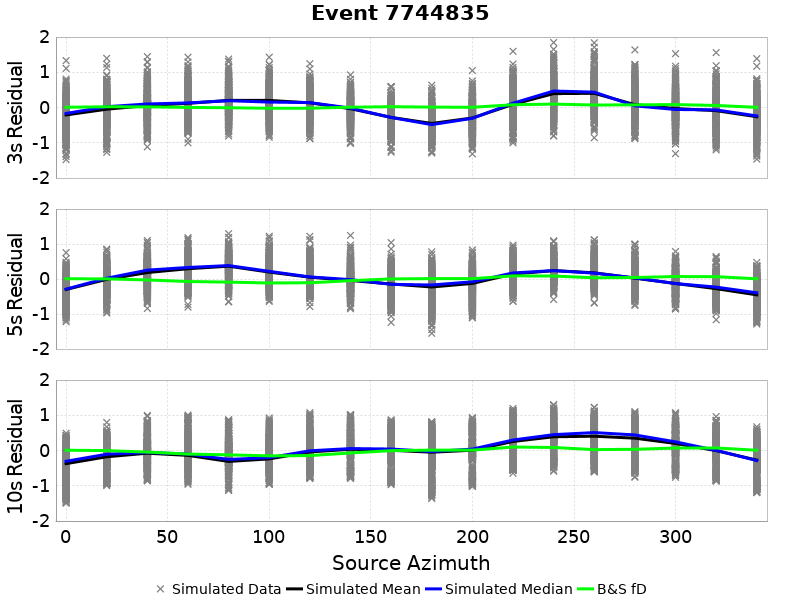 Event 7744835
3s Residual
2
1
0
-1
-2
5s Residual
2
1
0
-1
-2
10s Residual
2
1
0
-1
-2
0 50 100 150 200 250 300
Source Azimuth
Simulated Data Simulated Mean Simulated Median B&S fD